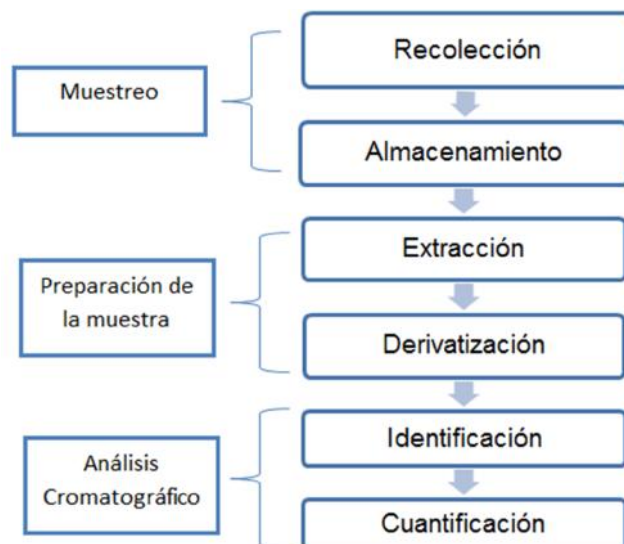 Muestreo
Recolección
Almacenamiento
Preparación de
la muestra
Extracción
Derivatización
Análisis
Cromatográfico
Identificación
Cuantificación